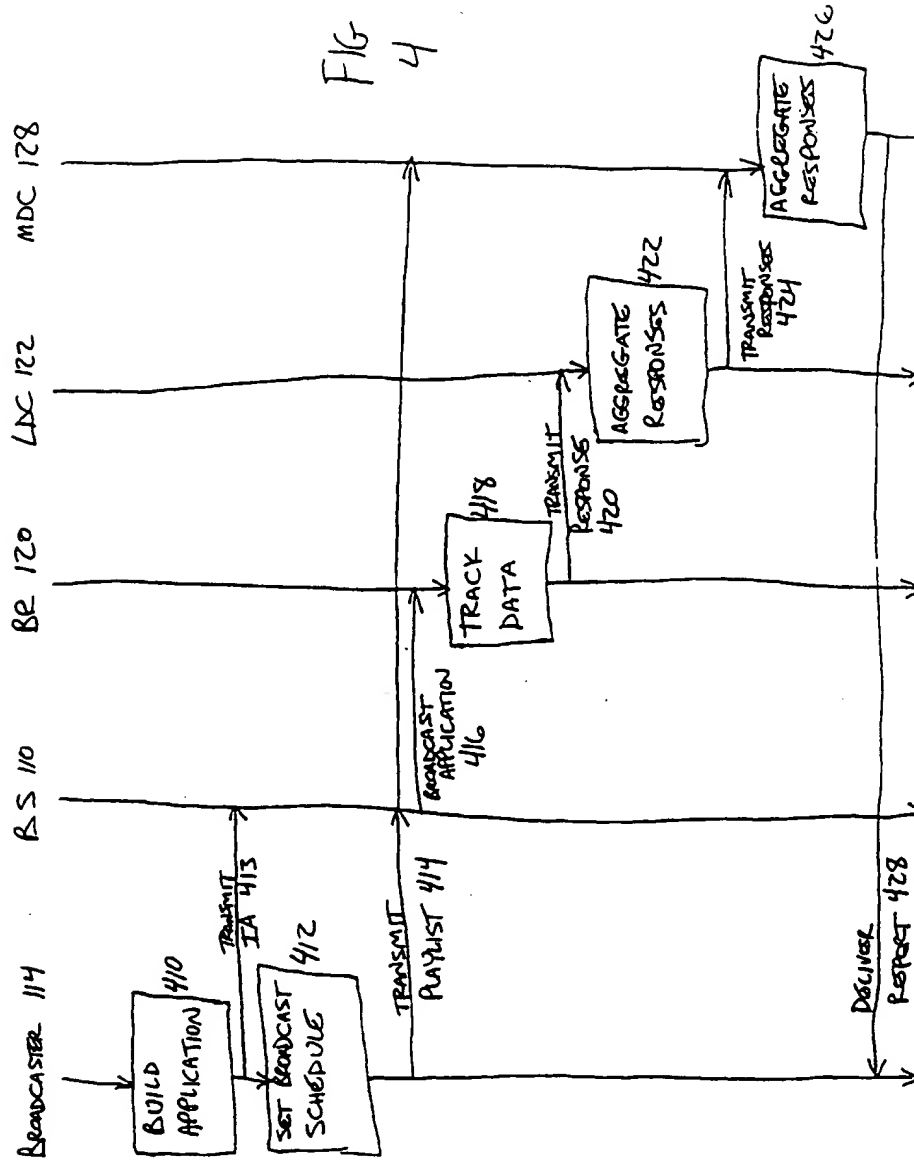 BROADCASTER 114
BS 110
BR 120
LDC 122
MDC 128
FIG
4
BUILD
APPLICATION
410
TRANSMIT
IA 413
SET BROADCAST
SCHEDULE
412
TRANSMIT
PLAYLIST 414
BROADCAST
APPLICATION
416
TRACK
DATA
418
TRANSMIT
RESPONSE
420
AGGREGATE
RESPONSES
422
TRANSMIT
RESPONSES
424
AGGREGATE
RESPONSES
426
DELIVER
REPORT 428